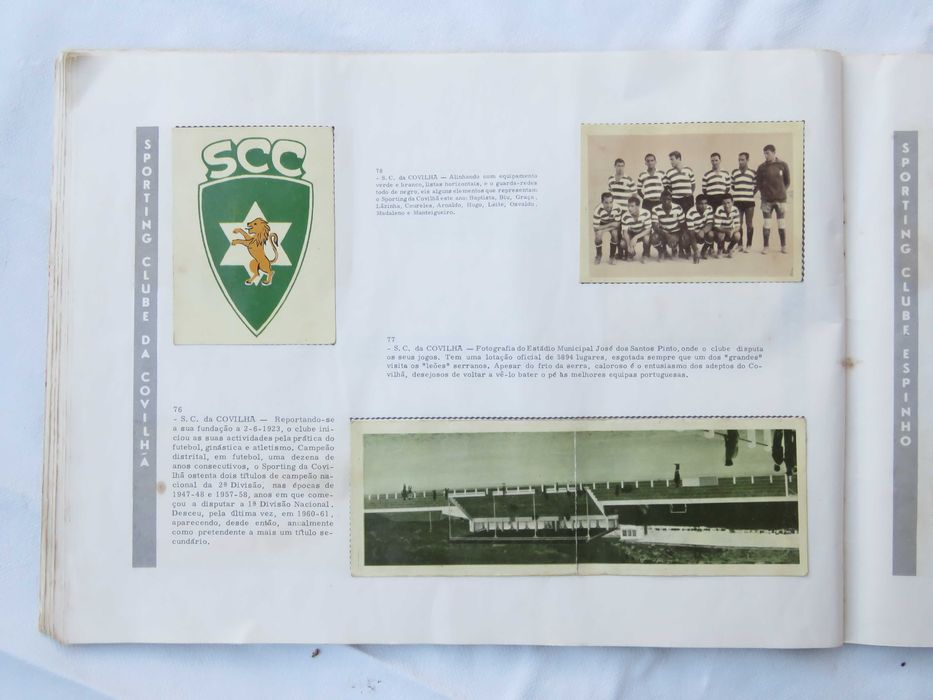 SPORTING CLUBE DA COVILHÃ
SCC
76
- S. C. da COVILHÃ — Reportando-se
a sua fundação a 2-6-1923, o clube ini-
ciou as suas actividades pela prática do
futebol, ginástica e atletismo. Campeão
distrital, em futebol, uma dezena de
anos consecutivos, o Sporting da Covi-
lhã ostenta dois títulos de campeão na-
cional da 2ª Divisão, nas épocas de
1947-48 e 1957-58, anos em que come-
çou a disputar a 1ª Divisão Nacional.
Desceu, pela última vez, em 1960-61,
aparecendo, desde então, anualmente
como pretendente a mais um título se-
cundário.
78
- S. C. da COVILHÃ — Alinhando com equipamento
verde e branco, listas horizontais, e o guarda-redes
todo de negro, eis alguns elementos que representam
o Sporting da Covilhã este ano: Baptista, Biu, Graça,
Lãzinha, Coureles, Arnaldo, Hugo, Leite, Osvaldo,
Madaleno e Manteigueiro.
77
- S. C. da COVILHÃ — Fotografia do Estádio Municipal José dos Santos Pinto, onde o clube disputa
os seus jogos. Tem uma lotação oficial de 3894 lugares, esgotada sempre que um dos "grandes"
visita os "leões" serranos. Apesar do frio da serra, caloroso é o entusiasmo dos adeptos do Co-
vilhã, desejosos de voltar a vê-lo bater o pé às melhores equipas portuguesas.
SPORTING CLUBE ESPINHO